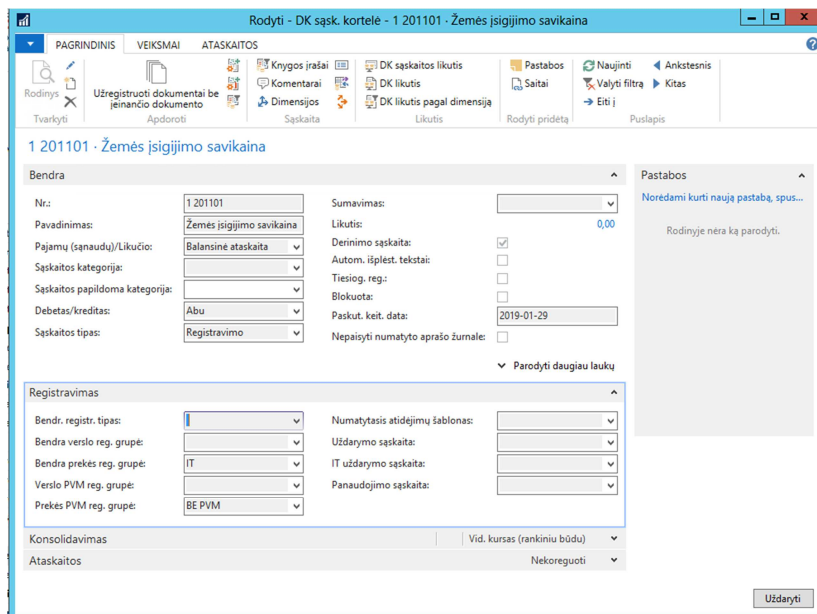 Rodyti - DK sąsk. kortelė - 1 201101 · Žemės įsigijimo savikaina
PAGRINDINIS VEIKSMAI ATASKAITOS
Rodinys
Tvarkyti
Užregistruoti dokumentai be
įeinančio dokumento
Apdoroti
Knygos įrašai
Komentarai
Dimensijos
Sąskaita
DK sąskaitos likutis
DK likutis
DK likutis pagal dimensiją
Likutis
Pastabos
Saitai
Rodyti pridėtą
Naujinti
Valyti filtrą
Eiti į
Ankstesnis
Kitas
Puslapis
1 201101 · Žemės įsigijimo savikaina
Bendra
Nr.: 1 201101
Pavadinimas: Žemės įsigijimo savikaina
Pajamų (sąnaudų)/Likučio: Balansinė ataskaita
Sąskaitos kategorija:
Sąskaitos papildoma kategorija:
Debetas/kreditas: Abu
Sąskaitos tipas: Registravimo
Sumavimas:
Likutis: 0,00
Derinimo sąskaita:
Autom. išplėst. tekstai:
Tiesiog. reg.:
Blokuota:
Paskut. keit. data: 2019-01-29
Nepaisyti numatyto aprašo žurnale:
Parodyti daugiau laukų
Registravimas
Bendr. registr. tipas:
Bendra verslo reg. grupė:
Bendra prekės reg. grupė: IT
Verslo PVM reg. grupė:
Prekės PVM reg. grupė: BE PVM
Numatytasis atidėjimų šablonas:
Uždarymo sąskaita:
IT uždarymo sąskaita:
Panaudojimo sąskaita:
Konsolidavimas Vid. kursas (rankiniu būdu)
Ataskaitos Nekoreguoti
Pastabos
Norėdami kurti naują pastabą, spus...
Rodinyje nėra ką parodyti.
Uždaryti